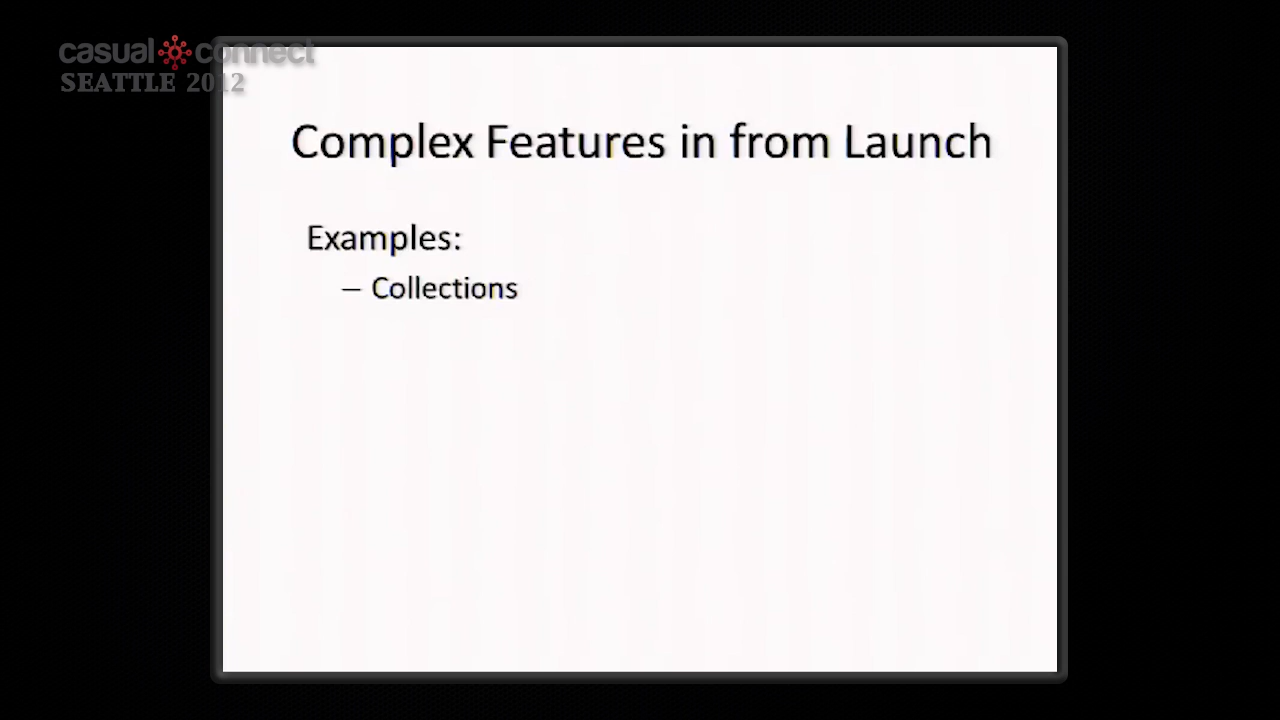 casual connect
SEATTLE 2012
Complex Features in from Launch
Examples:
– Collections